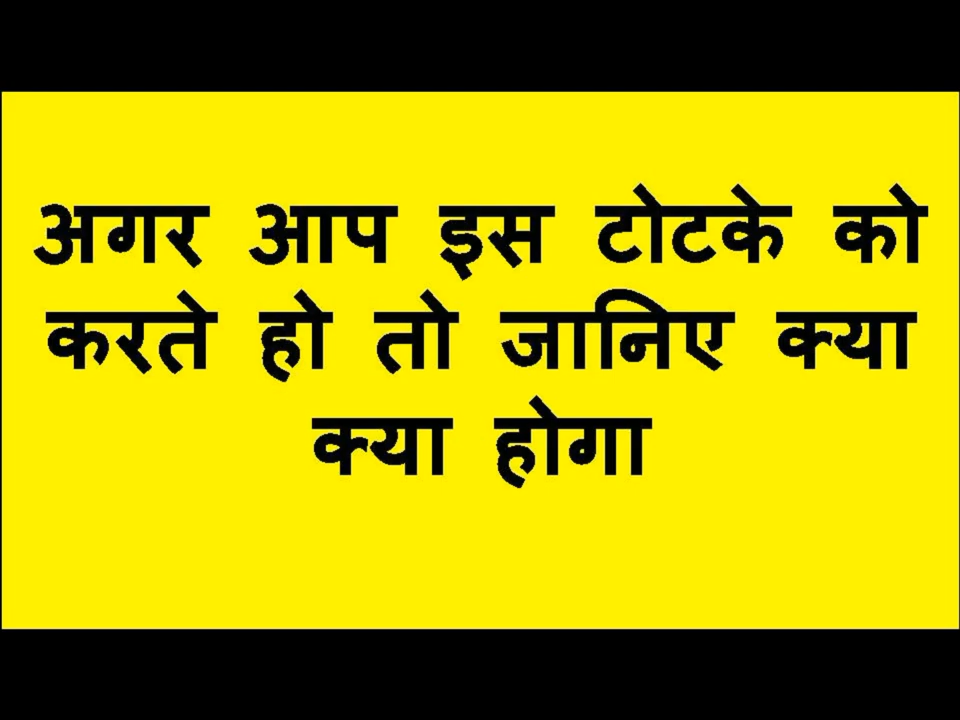 अगर आप इस टोटके को
करते हो तो जानिए क्या
क्या होगा